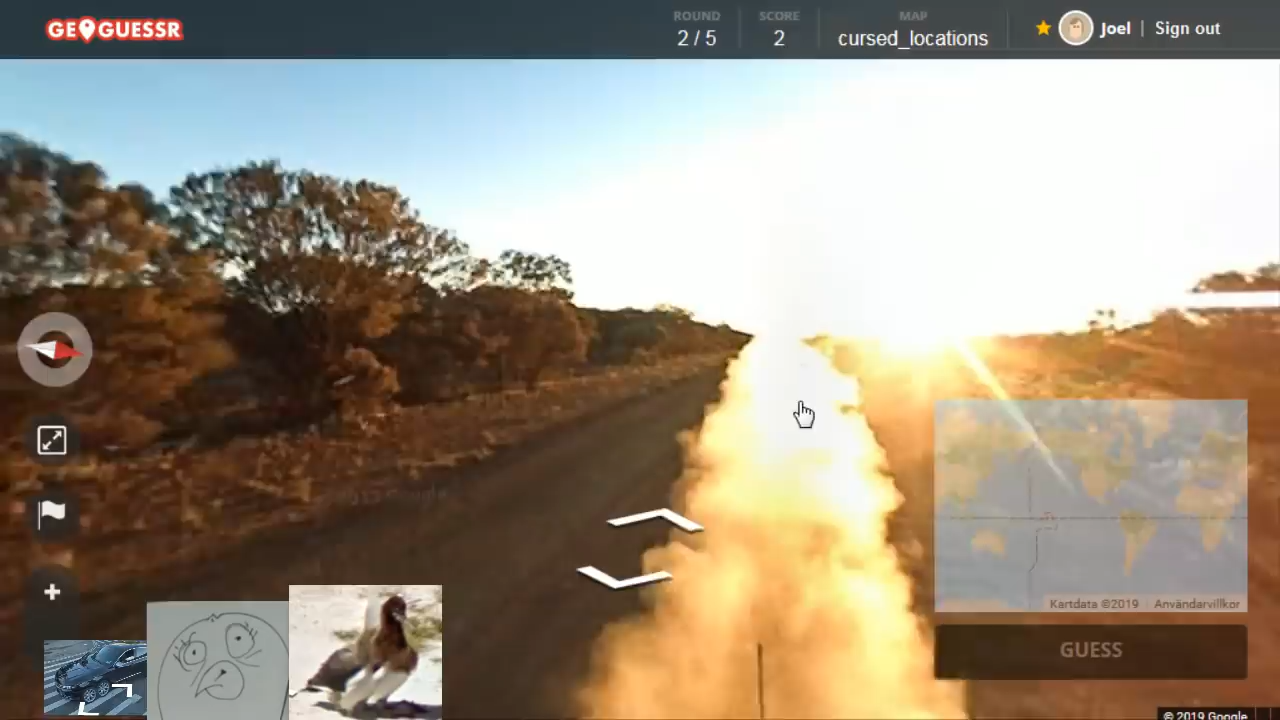 GEOGUESSR
ROUND
2 / 5
SCORE
2
MAP
cursed_locations
Joel | Sign out
Kartdata ©2019
Användarvillkor
GUESS
© 2019 Google